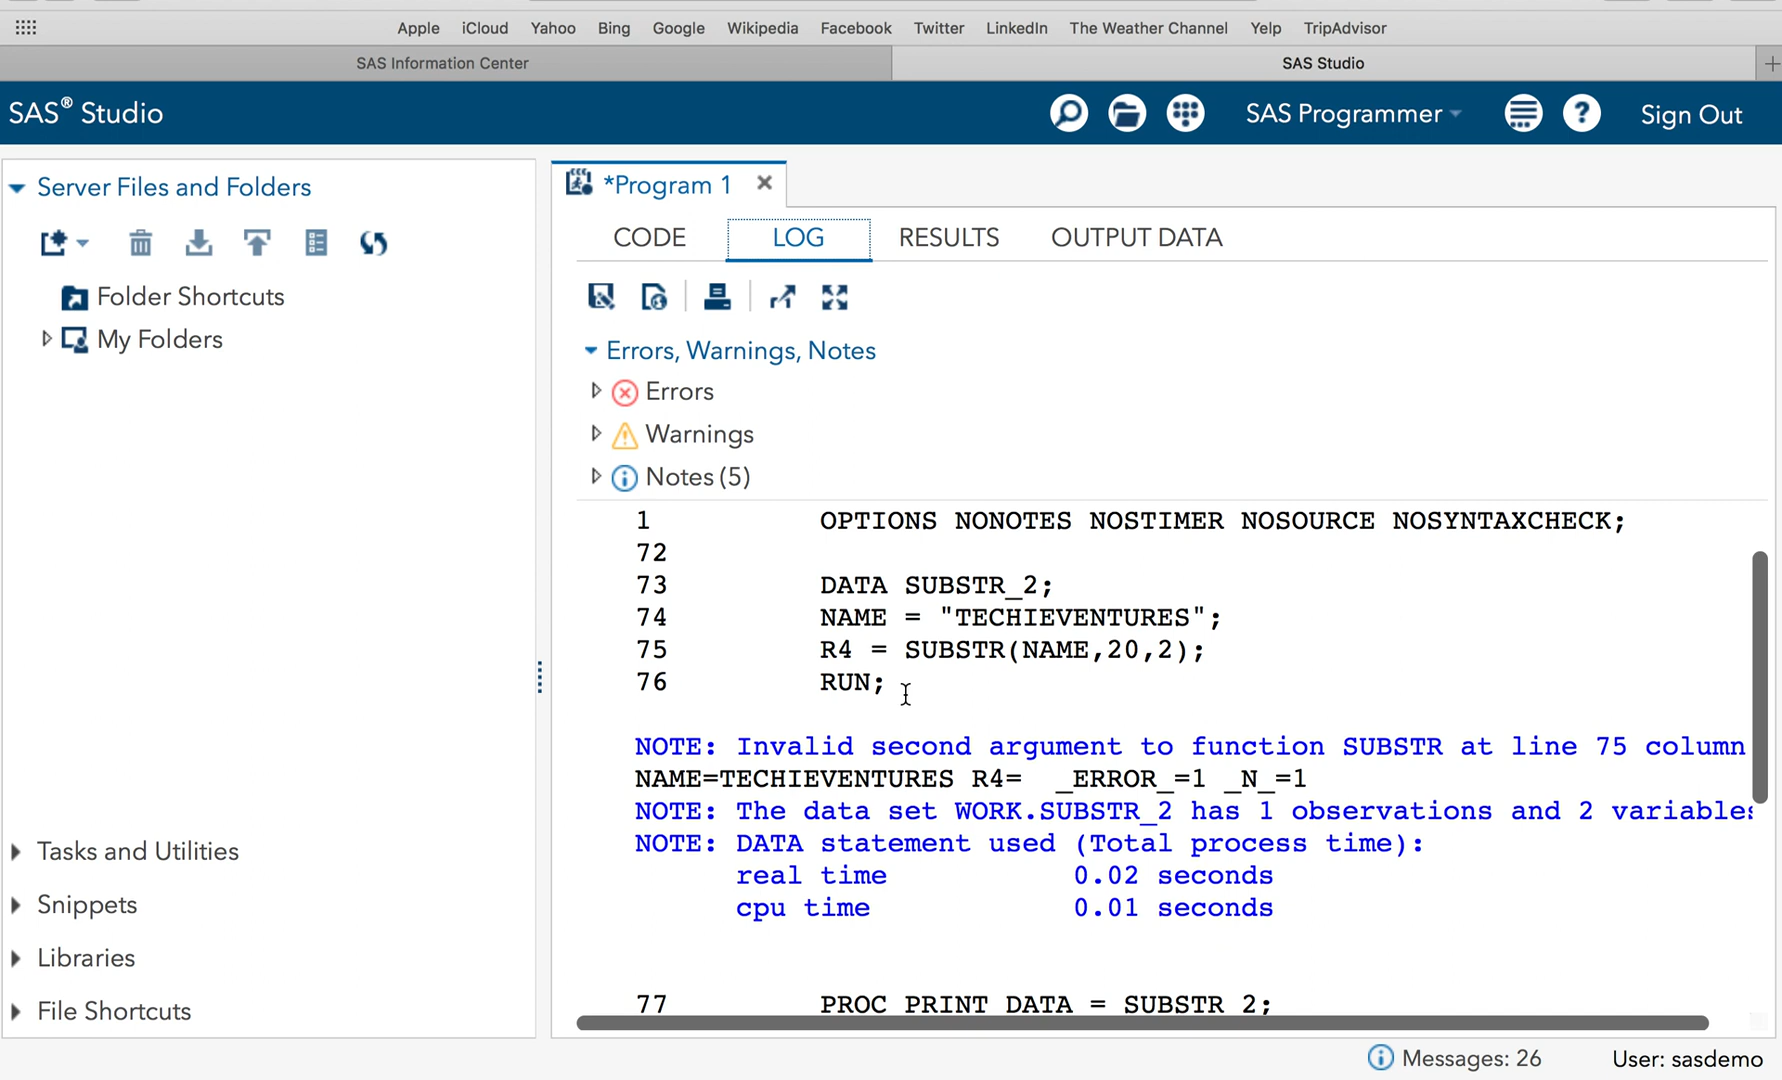 Apple iCloud Yahoo Bing Google Wikipedia Facebook Twitter LinkedIn The Weather Channel Yelp TripAdvisor
SAS Information Center SAS Studio
SAS® Studio SAS Programmer Sign Out
Server Files and Folders
Folder Shortcuts
My Folders
Tasks and Utilities
Snippets
Libraries
File Shortcuts
*Program 1
CODE LOG RESULTS OUTPUT DATA
Errors, Warnings, Notes
Errors
Warnings
Notes (5)
1 OPTIONS NONOTES NOSTIMER NOSOURCE NOSYNTAXCHECK;
72
73 DATA SUBSTR_2;
74 NAME = "TECHIEVENTURES";
75 R4 = SUBSTR(NAME,20,2);
76 RUN;
NOTE: Invalid second argument to function SUBSTR at line 75 column
NAME=TECHIEVENTURES R4= _ERROR_=1 _N_=1
NOTE: The data set WORK.SUBSTR_2 has 1 observations and 2 variables
NOTE: DATA statement used (Total process time):
real time 0.02 seconds
cpu time 0.01 seconds
77 PROC PRINT DATA = SUBSTR_2;
Messages: 26 User: sasdemo